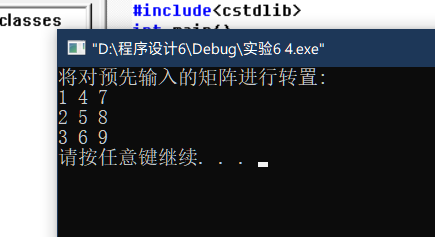 #include<cstdlib>
classes
"D:\程序设计6\Debug\实验6 4.exe"
将对预先输入的矩阵进行转置:
1 4 7
2 5 8
3 6 9
请按任意键继续. . .